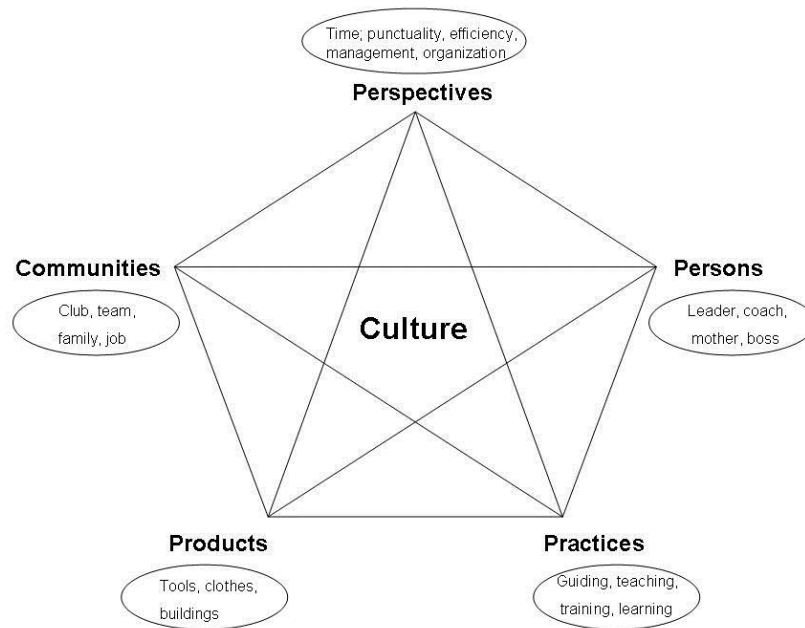 Time; punctuality, efficiency,
management, organization
Perspectives
Communities
Club, team,
family, job
Culture
Persons
Leader, coach,
mother, boss
Products
Tools, clothes,
buildings
Practices
Guiding, teaching,
training, learning